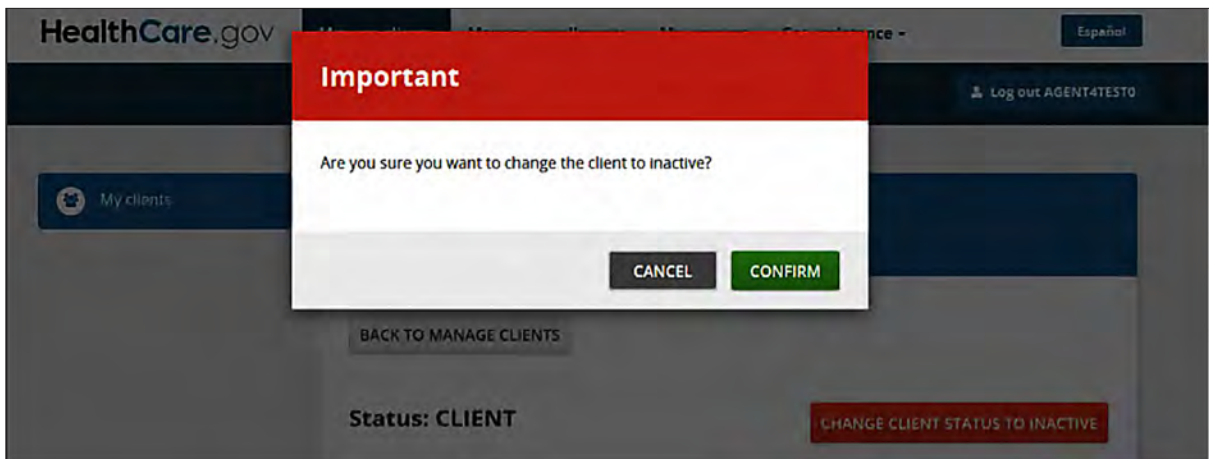 HealthCare.gov
Español
Important
Log out AGENT4TEST0
Are you sure you want to change the client to inactive?
My clients
CANCEL
CONFIRM
BACK TO MANAGE CLIENTS
Status: CLIENT
CHANGE CLIENT STATUS TO INACTIVE